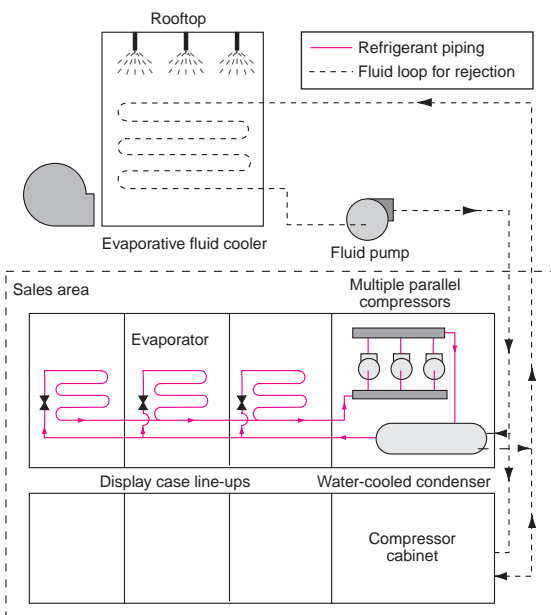 Rooftop
Refrigerant piping
Fluid loop for rejection
Evaporative fluid cooler
Fluid pump
Sales area
Multiple parallel
compressors
Evaporator
Display case line-ups
Water-cooled condenser
Compressor
cabinet